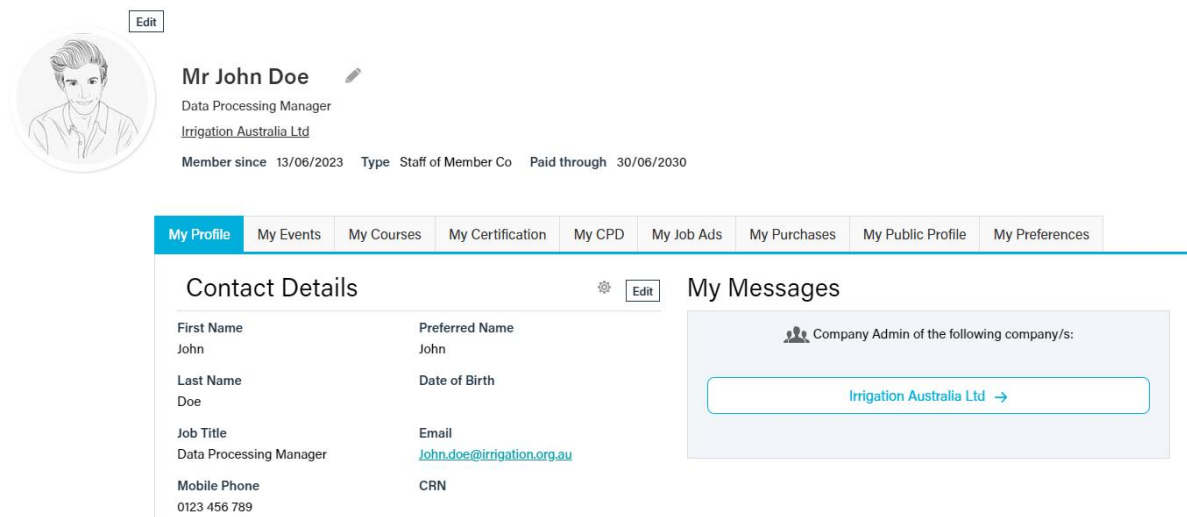 Edit
Mr John Doe
Data Processing Manager
Irrigation Australia Ltd
Member since 13/06/2023 Type Staff of Member Co Paid through 30/06/2030
My Profile My Events My Courses My Certification My CPD My Job Ads My Purchases My Public Profile My Preferences
Contact Details Edit
First Name Preferred Name
John John
Last Name Date of Birth
Doe
Job Title Email
Data Processing Manager John.doe@irrigation.org.au
Mobile Phone CRN
0123 456 789
My Messages
Company Admin of the following company/s:
Irrigation Australia Ltd →